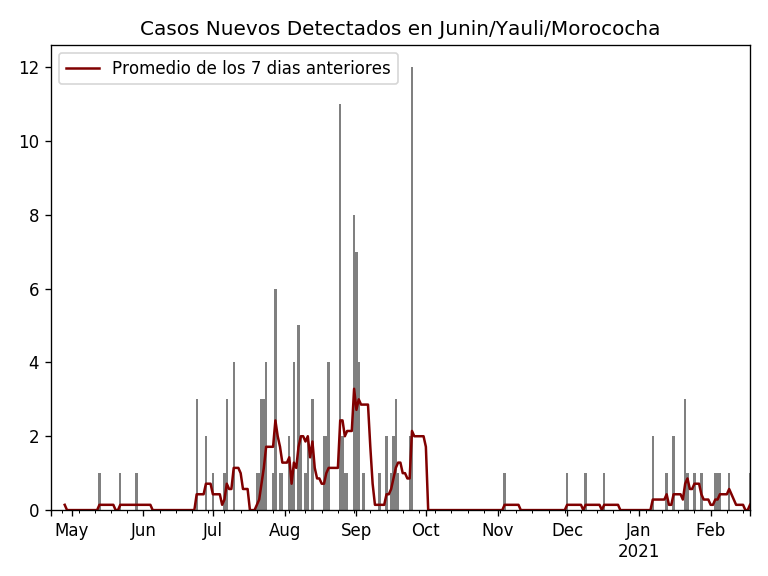 Casos Nuevos Detectados en Junin/Yauli/Morococha
Promedio de los 7 dias anteriores
12
10
8
6
4
2
0
May Jun Jul Aug Sep Oct Nov Dec Jan Feb
2021